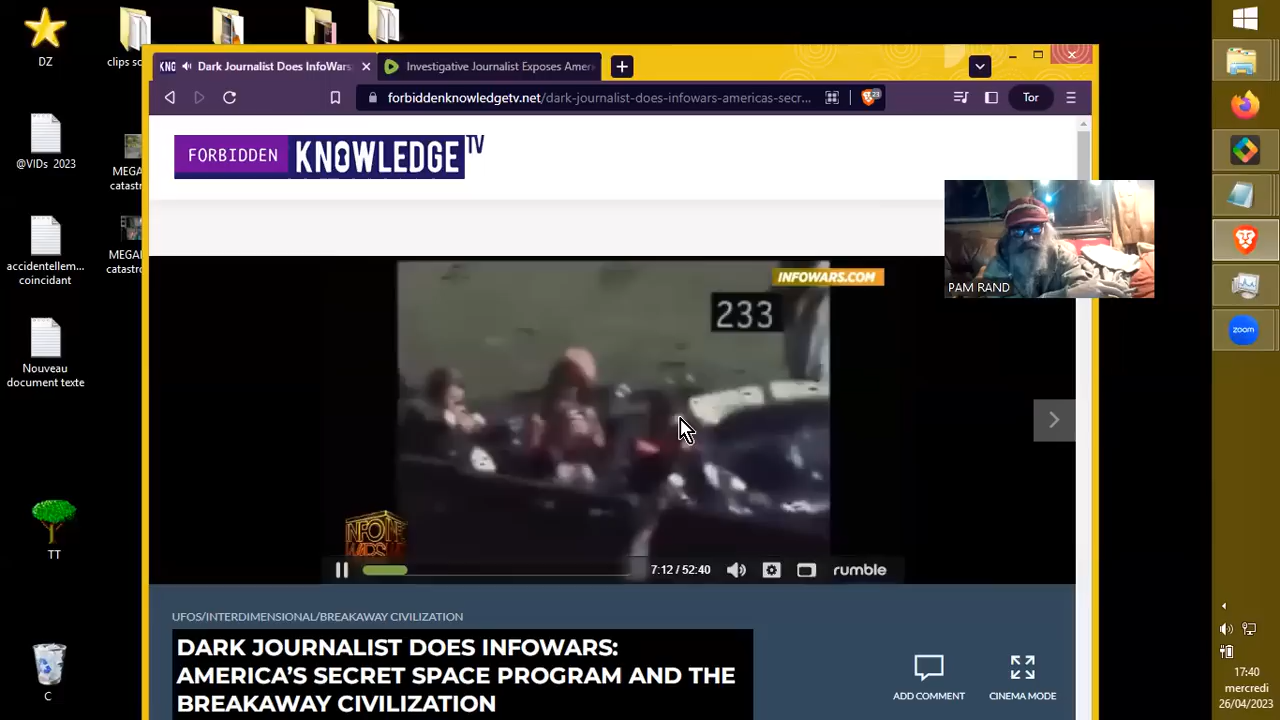 DZ
clips sc
@VIDs 2023
MEGA
catastr
accidentellem...
coincidant
MEGA
catastr
Nouveau
document texte
TT
C
KNO Dark Journalist Does InfoWars
Investigative Journalist Exposes Amer
forbiddenknowledgetv.net/dark-journalist-does-infowars-americas-secr...
23
Tor
FORBIDDEN KNOWLEDGE TV
INFOWARS.COM
233
PAM RAND
7:12 / 52:40
rumble
UFOS/INTERDIMENSIONAL/BREAKAWAY CIVILIZATION
DARK JOURNALIST DOES INFOWARS:
AMERICA'S SECRET SPACE PROGRAM AND THE
BREAKAWAY CIVILIZATION
ADD COMMENT
CINEMA MODE
zoom
17:40
mercredi
26/04/2023